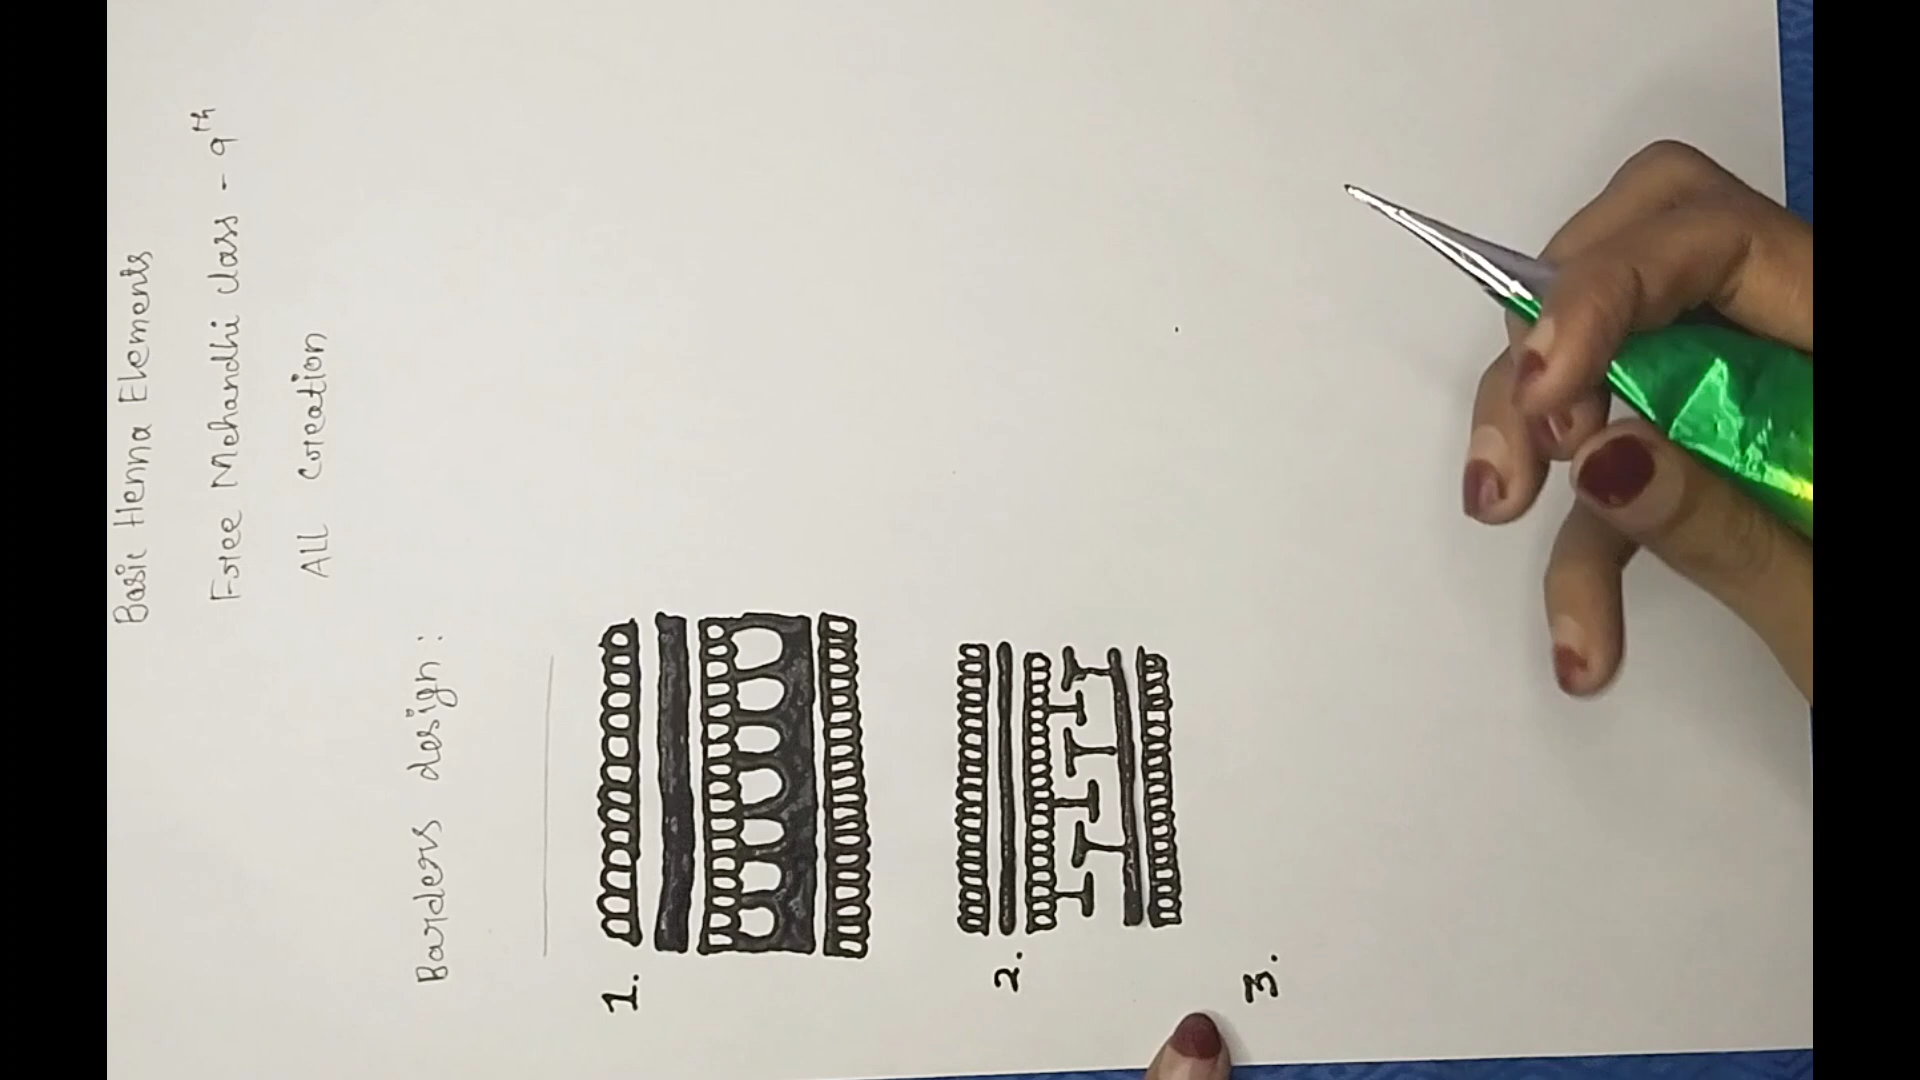 Basic Henna Elements
Free Mehandhi class - 9th
All Creation
Borders design:
1.
2.
3.